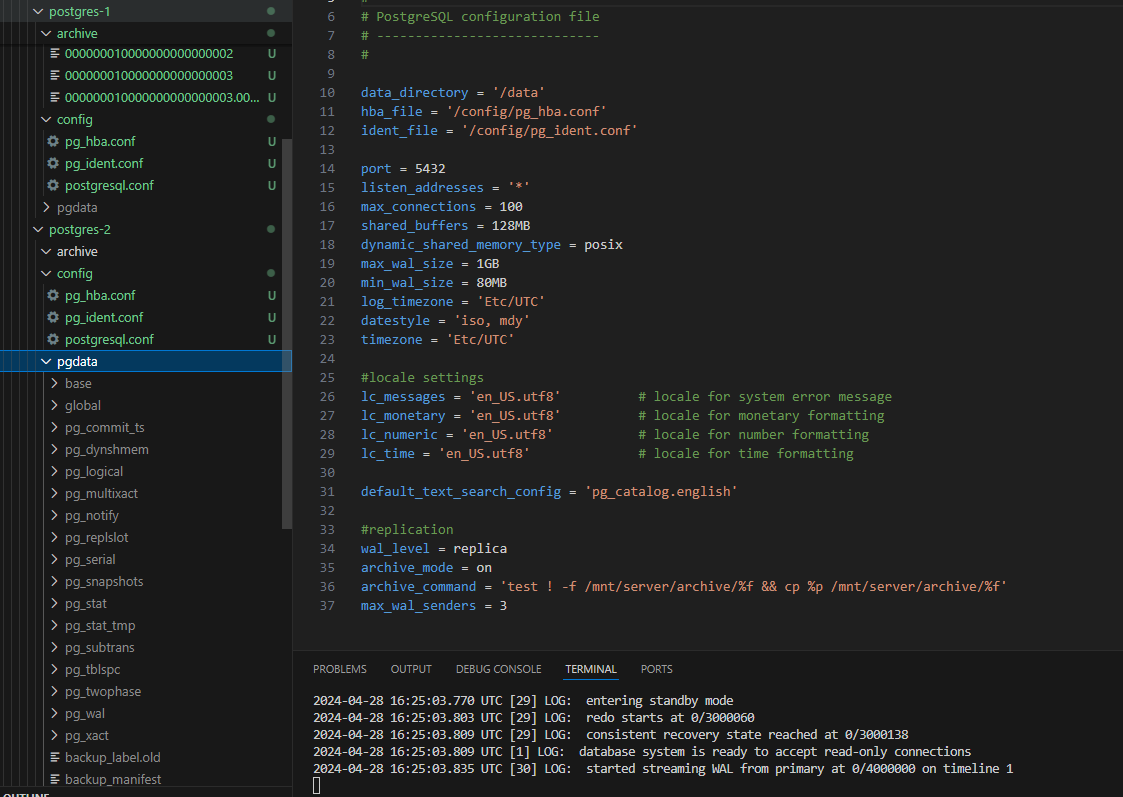 postgres-1
archive
000000010000000000000002
000000010000000000000003
000000010000000000000003.00...
config
pg_hba.conf
pg_ident.conf
postgresql.conf
pgdata
postgres-2
archive
config
pg_hba.conf
pg_ident.conf
postgresql.conf
pgdata
base
global
pg_commit_ts
pg_dynshmem
pg_logical
pg_multixact
pg_notify
pg_replslot
pg_serial
pg_snapshots
pg_stat
pg_stat_tmp
pg_subtrans
pg_tblspc
pg_twophase
pg_wal
pg_xact
backup_label.old
backup_manifest
U
U
U
U
U
U
U
U
U
6 # PostgreSQL configuration file
7 # -----------------------------
8 #
9
10 data_directory = '/data'
11 hba_file = '/config/pg_hba.conf'
12 ident_file = '/config/pg_ident.conf'
13
14 port = 5432
15 listen_addresses = '*'
16 max_connections = 100
17 shared_buffers = 128MB
18 dynamic_shared_memory_type = posix
19 max_wal_size = 1GB
20 min_wal_size = 80MB
21 log_timezone = 'Etc/UTC'
22 datestyle = 'iso, mdy'
23 timezone = 'Etc/UTC'
24
25 #locale settings
26 lc_messages = 'en_US.utf8' # locale for system error message
27 lc_monetary = 'en_US.utf8' # locale for monetary formatting
28 lc_numeric = 'en_US.utf8' # locale for number formatting
29 lc_time = 'en_US.utf8' # locale for time formatting
30
31 default_text_search_config = 'pg_catalog.english'
32
33 #replication
34 wal_level = replica
35 archive_mode = on
36 archive_command = 'test ! -f /mnt/server/archive/%f && cp %p /mnt/server/archive/%f'
37 max_wal_senders = 3
PROBLEMS OUTPUT DEBUG CONSOLE TERMINAL PORTS
2024-04-28 16:25:03.770 UTC [29] LOG: entering standby mode
2024-04-28 16:25:03.803 UTC [29] LOG: redo starts at 0/3000060
2024-04-28 16:25:03.809 UTC [29] LOG: consistent recovery state reached at 0/3000138
2024-04-28 16:25:03.809 UTC [1] LOG: database system is ready to accept read-only connections
2024-04-28 16:25:03.835 UTC [30] LOG: started streaming WAL from primary at 0/4000000 on timeline 1